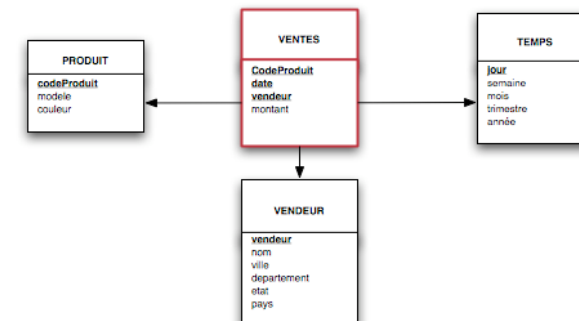 PRODUIT
codeProduit
modele
couleur
VENTES
CodeProduit
date
vendeur
montant
TEMPS
jour
semaine
mois
trimestre
année
VENDEUR
vendeur
nom
ville
departement
etat
pays